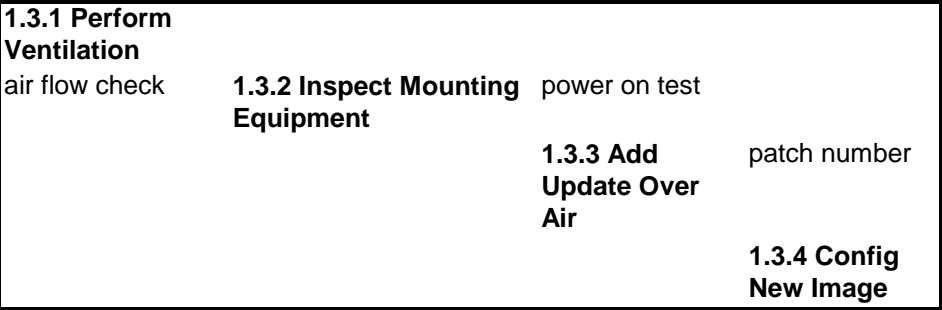 1.3.1 Perform
Ventilation
air flow check
1.3.2 Inspect Mounting
Equipment
power on test
1.3.3 Add
Update Over
Air
patch number
1.3.4 Config
New Image